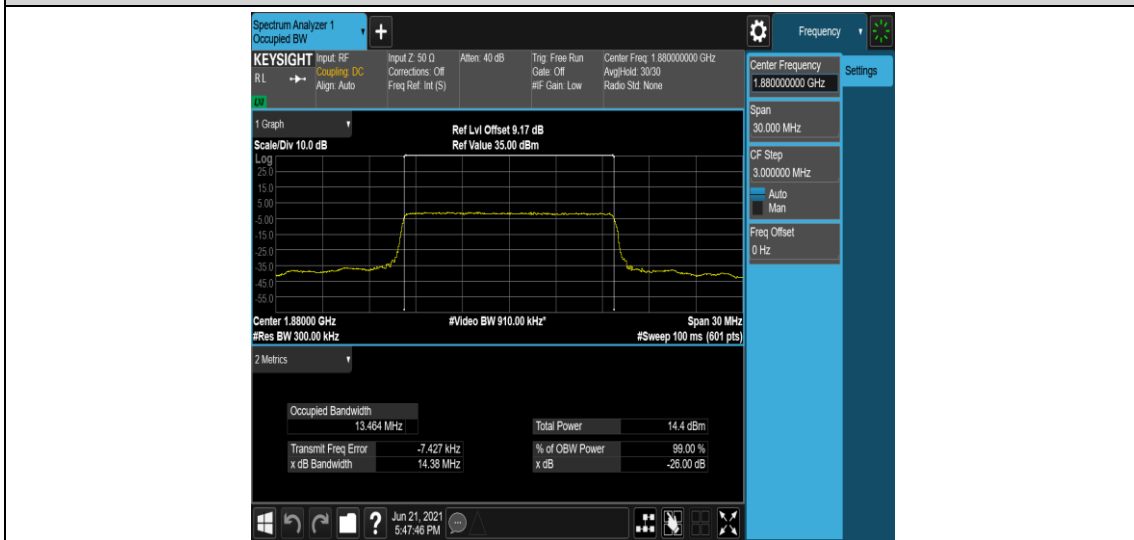 Spectrum Analyzer 1
Occupied BW
+
Frequency
KEYSIGHT
RL
Input: RF
Coupling: DC
Align: Auto
Input Z: 50 Ω
Corrections: Off
Freq Ref: Int (S)
Atten: 40 dB
Trig: Free Run
Gate: Off
#IF Gain: Low
Center Freq: 1.880000000 GHz
Avg|Hold: 30/30
Radio Std: None
Center Frequency
1.880000000 GHz
Settings
Span
30.000 MHz
CF Step
3.000000 MHz
Auto
Man
Freq Offset
0 Hz
1 Graph
Ref Lvl Offset 9.17 dB
Scale/Div 10.0 dB
Ref Value 35.00 dBm
Log
25.0
15.0
5.00
-5.00
-15.0
-25.0
-35.0
-45.0
-55.0
Center 1.88000 GHz
#Video BW 910.00 kHz*
Span 30 MHz
#Res BW 300.00 kHz
#Sweep 100 ms (601 pts)
2 Metrics
Occupied Bandwidth
13.464 MHz
Total Power 14.4 dBm
Transmit Freq Error -7.427 kHz
% of OBW Power 99.00 %
x dB Bandwidth 14.38 MHz
x dB -26.00 dB
?
Jun 21, 2021
5:47:46 PM